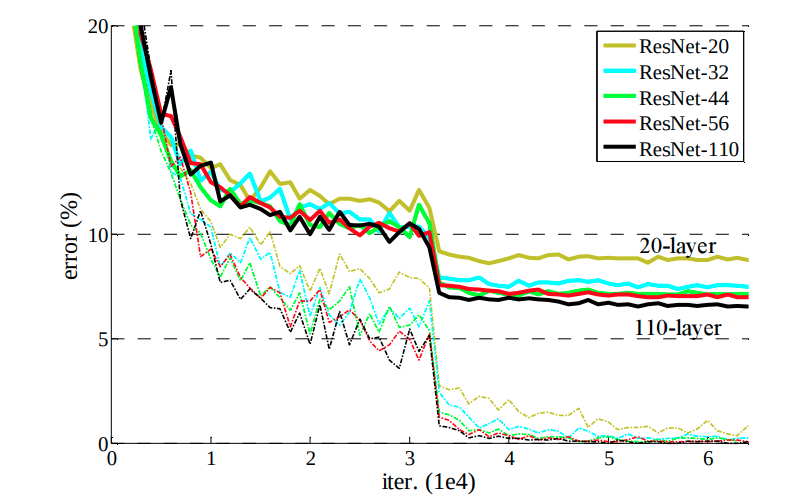 20
ResNet-20
ResNet-32
ResNet-44
ResNet-56
ResNet-110
error (%)
10
20-layer
110-layer
5
0
0 1 2 3 4 5 6
iter. (1e4)